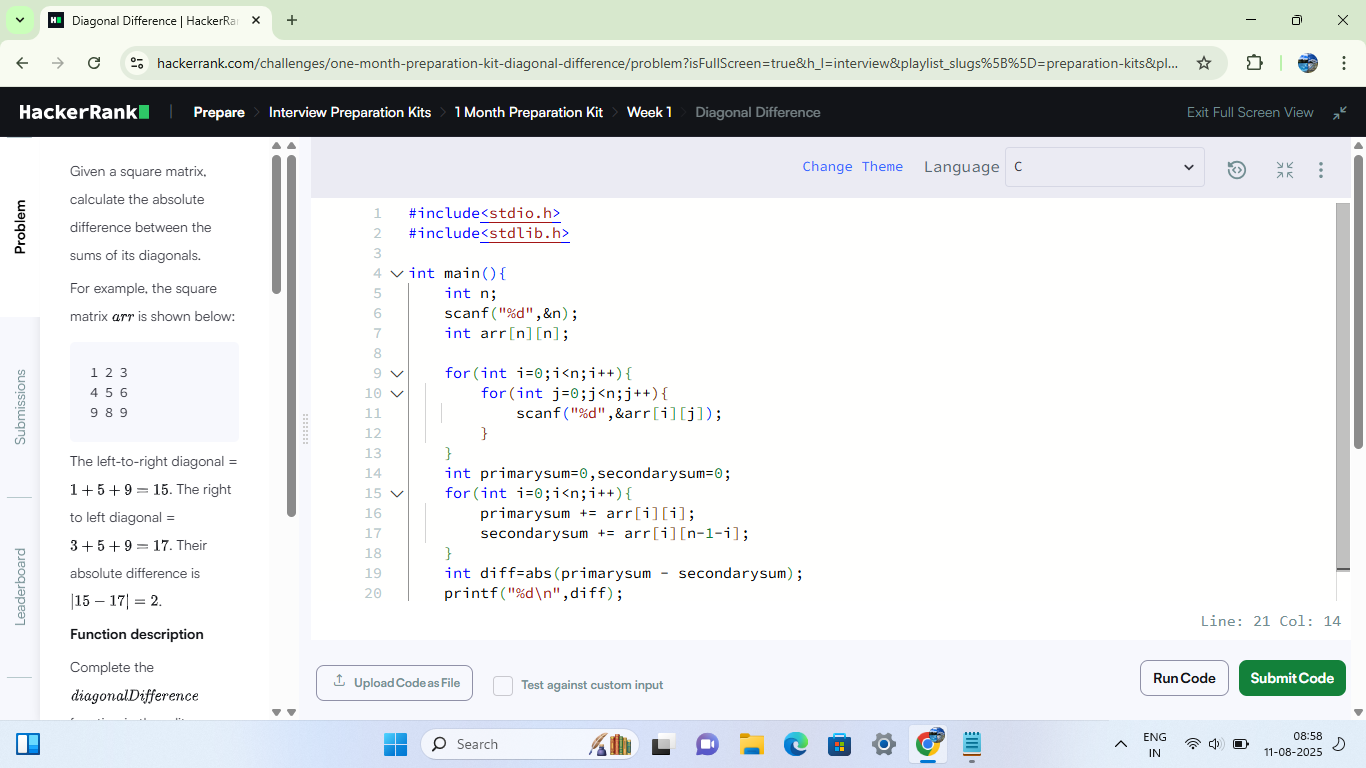 Diagonal Difference | HackerRa
hackerrank.com/challenges/one-month-preparation-kit-diagonal-difference/problem?isFullScreen=true&h_l=interview&playlist_slugs%5B%5D=preparation-kits&pl...
HackerRank
Prepare
Interview Preparation Kits
1 Month Preparation Kit
Week 1
Diagonal Difference
Exit Full Screen View
Problem
Submissions
Leaderboard
Given a square matrix,
calculate the absolute
difference between the
sums of its diagonals.
For example, the square
matrix arr is shown below:
1 2 3
4 5 6
9 8 9
The left-to-right diagonal =
1 + 5 + 9 = 15. The right
to left diagonal =
3 + 5 + 9 = 17. Their
absolute difference is
|15 − 17| = 2.
Function description
Complete the
diagonalDifference
Change Theme
Language
C
1 #include<stdio.h>
2 #include<stdlib.h>
3
4 int main(){
5 int n;
6 scanf("%d",&n);
7 int arr[n][n];
8
9 for(int i=0;i<n;i++){
10 for(int j=0;j<n;j++){
11 scanf("%d",&arr[i][j]);
12 }
13 }
14 int primarysum=0,secondarysum=0;
15 for(int i=0;i<n;i++){
16 primarysum += arr[i][i];
17 secondarysum += arr[i][n-1-i];
18 }
19 int diff=abs(primarysum - secondarysum);
20 printf("%d\n",diff);
Line: 21 Col: 14
Upload Code as File
Test against custom input
Run Code
Submit Code
Search
ENG
IN
08:58
11-08-2025